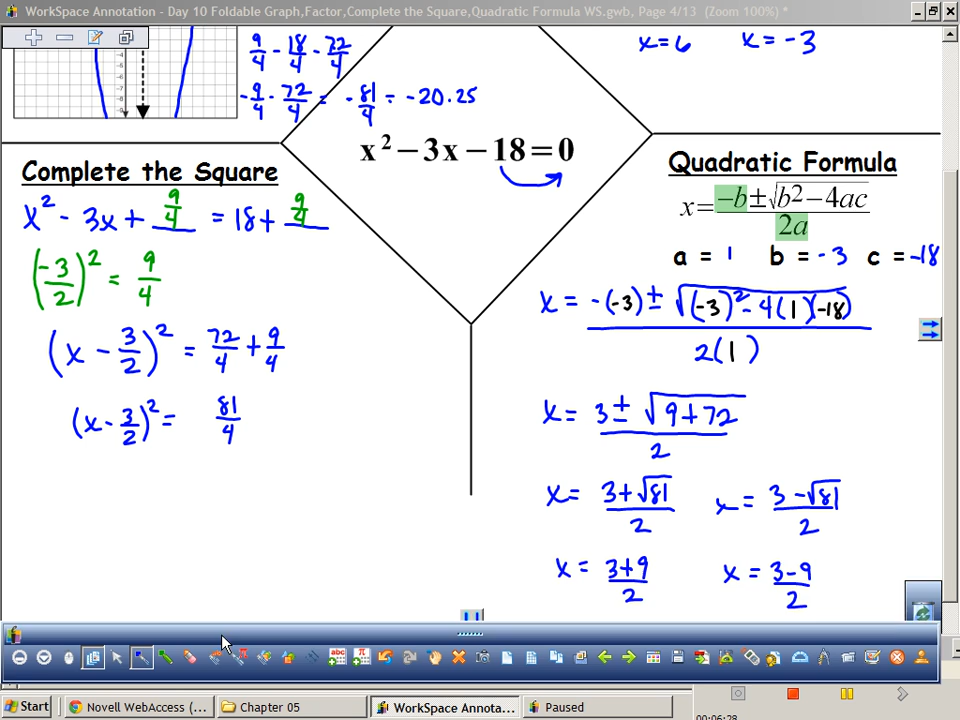 WorkSpace Annotation - Day 10 Foldable Graph,Factor,Complete the Square,Quadratic Formula WS.gwb, Page 4/13 (Zoom 100%) *
9/4 - 18/4 - 72/4
-9/4 - 72/4 = -81/4 = -20.25
x=6 x=-3
x² − 3x − 18 = 0
Complete the Square
x² - 3x + 9/4 = 18 + 9/4
(-3/2)² = 9/4
(x - 3/2)² = 72/4 + 9/4
(x - 3/2)² = 81/4
Quadratic Formula
x = (-b ± √(b² − 4ac))/2a
a = 1 b = -3 c = -18
x = (-(-3) ± √((-3)² - 4(1)(-18)))/2(1)
x = (3 ± √(9+72))/2
x = (3+√81)/2 x = (3-√81)/2
x = (3+9)/2 x = (3-9)/2
Start
Novell WebAccess (...
Chapter 05
WorkSpace Annota...
Paused
00:06:28